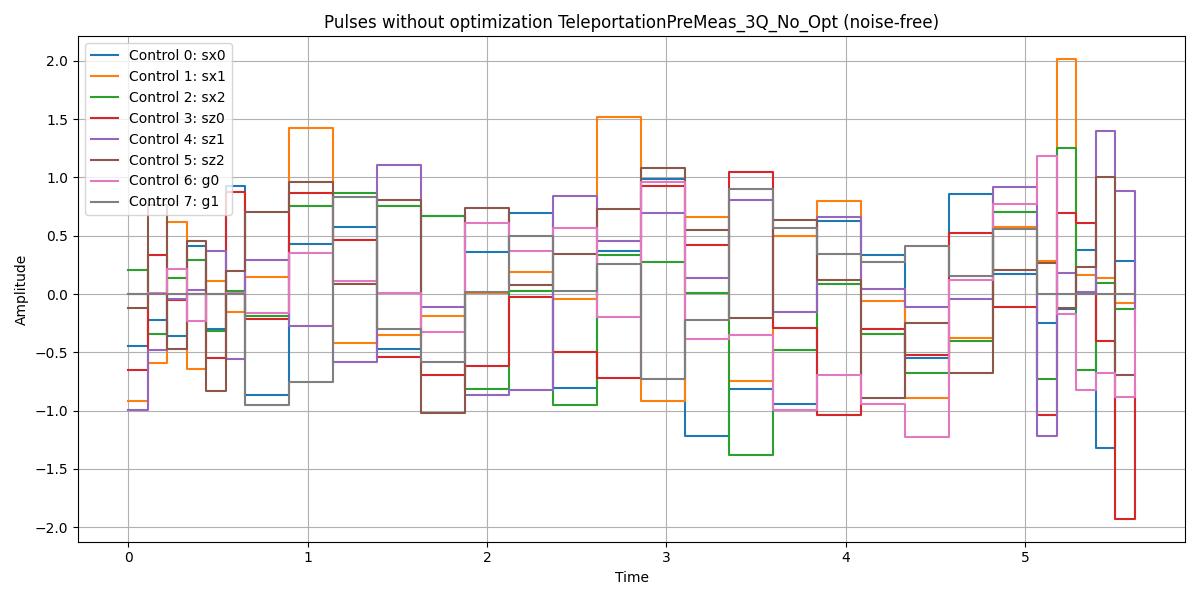 Pulses without optimization TeleportationPreMeas_3Q_No_Opt (noise-free)
Control 0: sx0
Control 1: sx1
Control 2: sx2
Control 3: sz0
Control 4: sz1
Control 5: sz2
Control 6: g0
Control 7: g1
Amplitude
2.0
1.5
1.0
0.5
0.0
−0.5
−1.0
−1.5
−2.0
0 1 2 3 4 5
Time